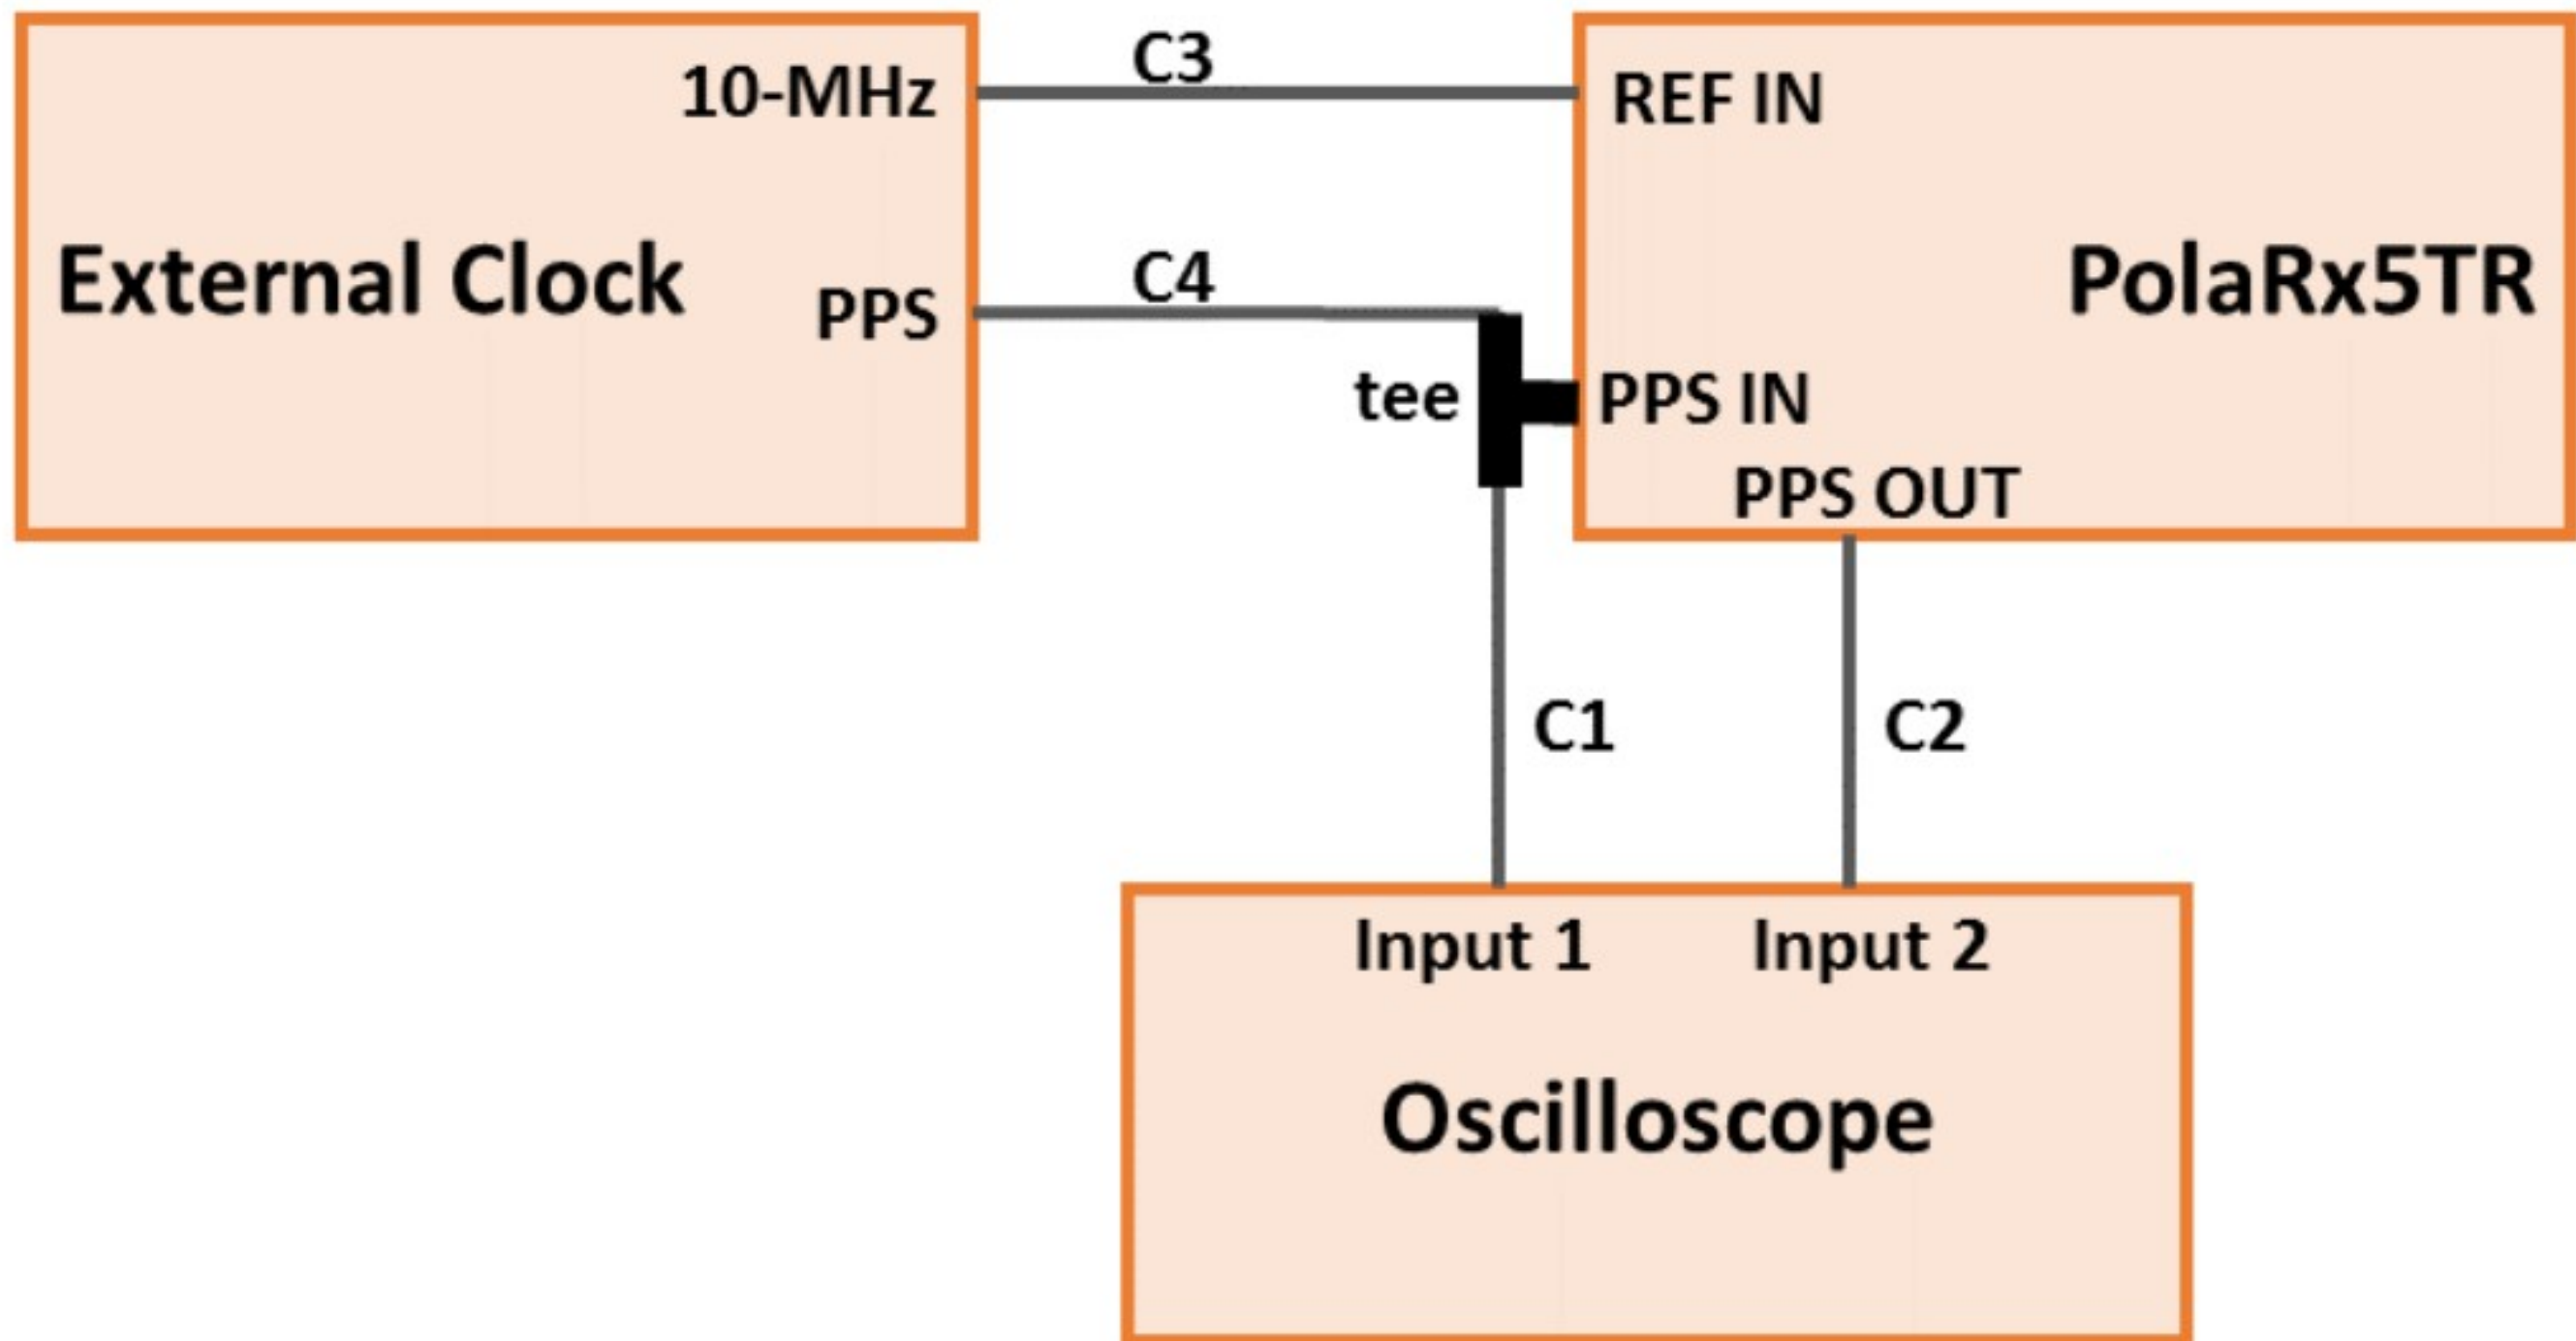 C3
10-MHz
REF IN
External Clock
C4
PolaRx5TR
PPS
tee
PPS IN
PPS OUT
C1
C2
Input 1
Input 2
Oscilloscope